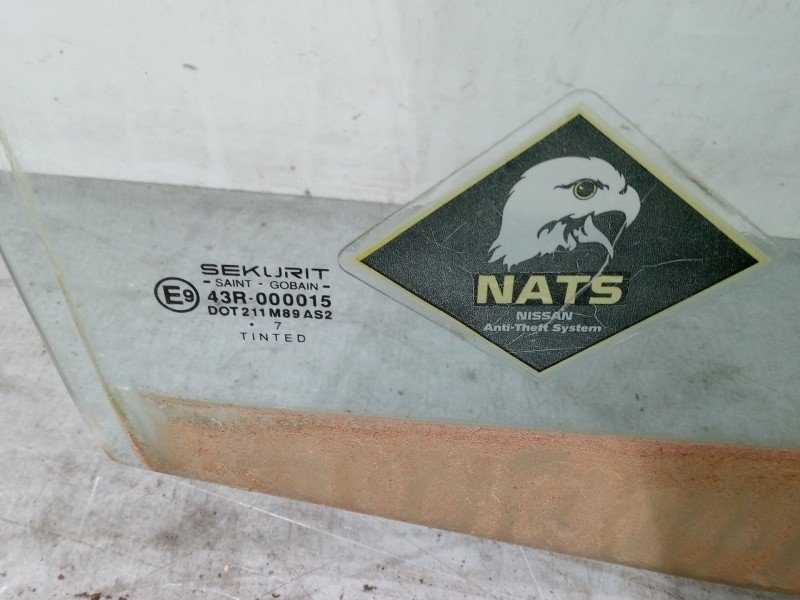 SEKURIT
- SAINT - GOBAIN -
E9 43R-000015
DOT 211 M89 AS2
. 7
TINTED
NATS
NISSAN
Anti-Theft System